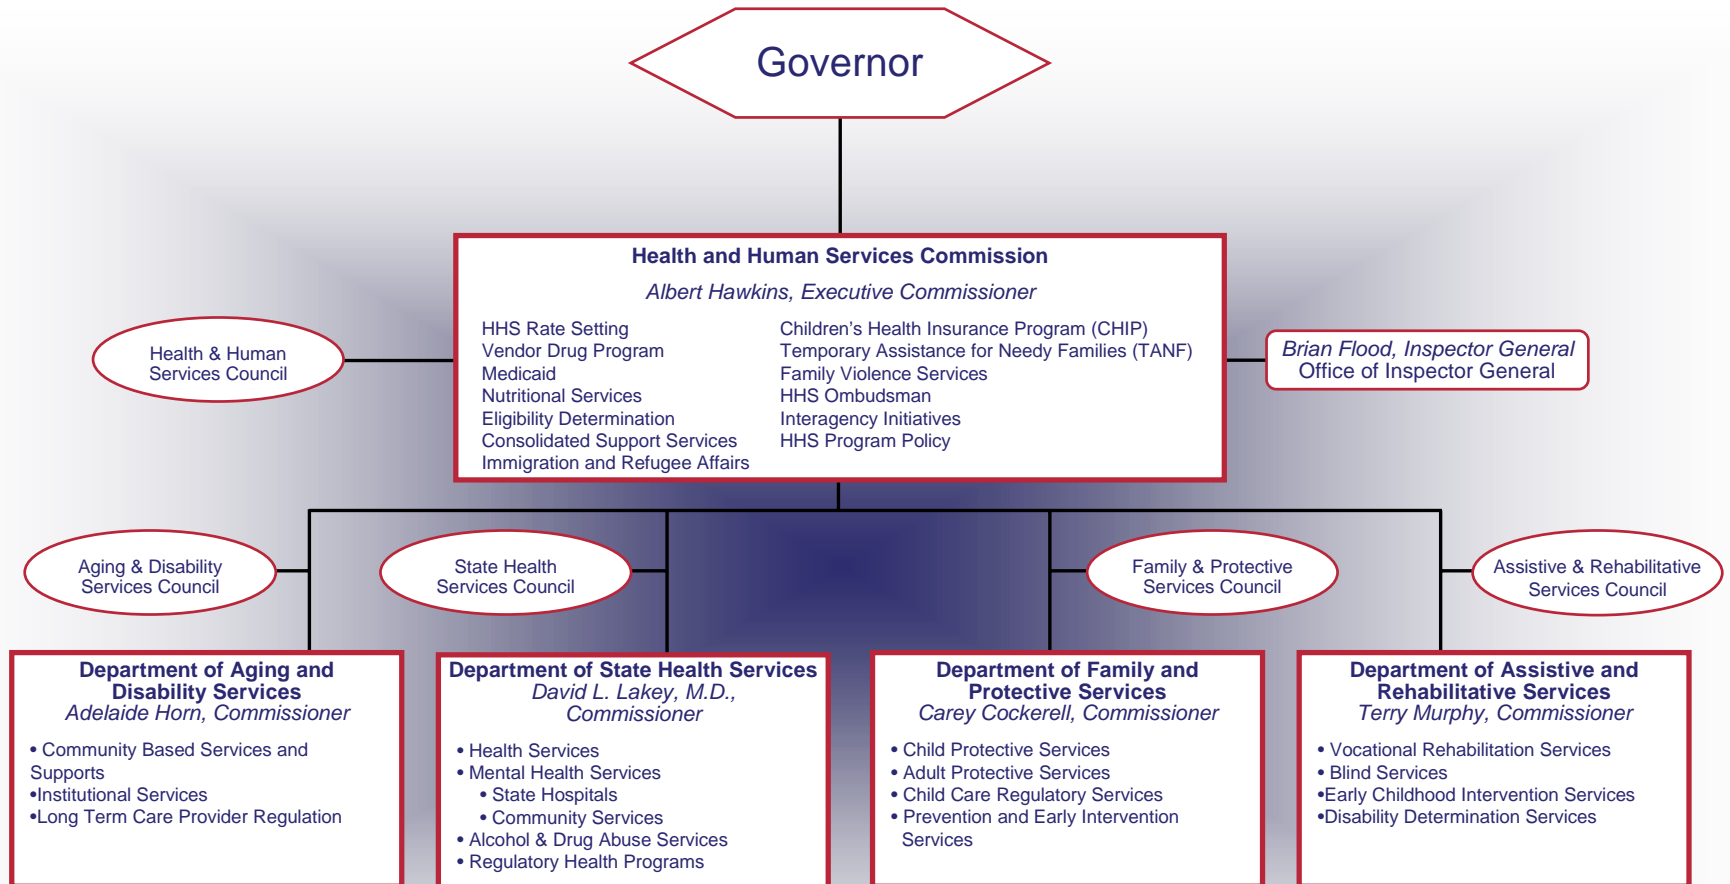 Governor
Health and Human Services Commission
Albert Hawkins, Executive Commissioner
HHS Rate Setting
Vendor Drug Program
Medicaid
Nutritional Services
Eligibility Determination
Consolidated Support Services
Immigration and Refugee Affairs
Children's Health Insurance Program (CHIP)
Temporary Assistance for Needy Families (TANF)
Family Violence Services
HHS Ombudsman
Interagency Initiatives
HHS Program Policy
Health & Human
Services Council
Brian Flood, Inspector General
Office of Inspector General
Aging & Disability
Services Council
State Health
Services Council
Family & Protective
Services Council
Assistive & Rehabilitative
Services Council
Department of Aging and
Disability Services
Adelaide Horn, Commissioner
• Community Based Services and
Supports
•Institutional Services
•Long Term Care Provider Regulation
Department of State Health Services
David L. Lakey, M.D.,
Commissioner
• Health Services
• Mental Health Services
• State Hospitals
• Community Services
• Alcohol & Drug Abuse Services
• Regulatory Health Programs
Department of Family and
Protective Services
Carey Cockerell, Commissioner
• Child Protective Services
• Adult Protective Services
• Child Care Regulatory Services
• Prevention and Early Intervention
Services
Department of Assistive and
Rehabilitative Services
Terry Murphy, Commissioner
• Vocational Rehabilitation Services
• Blind Services
•Early Childhood Intervention Services
•Disability Determination Services